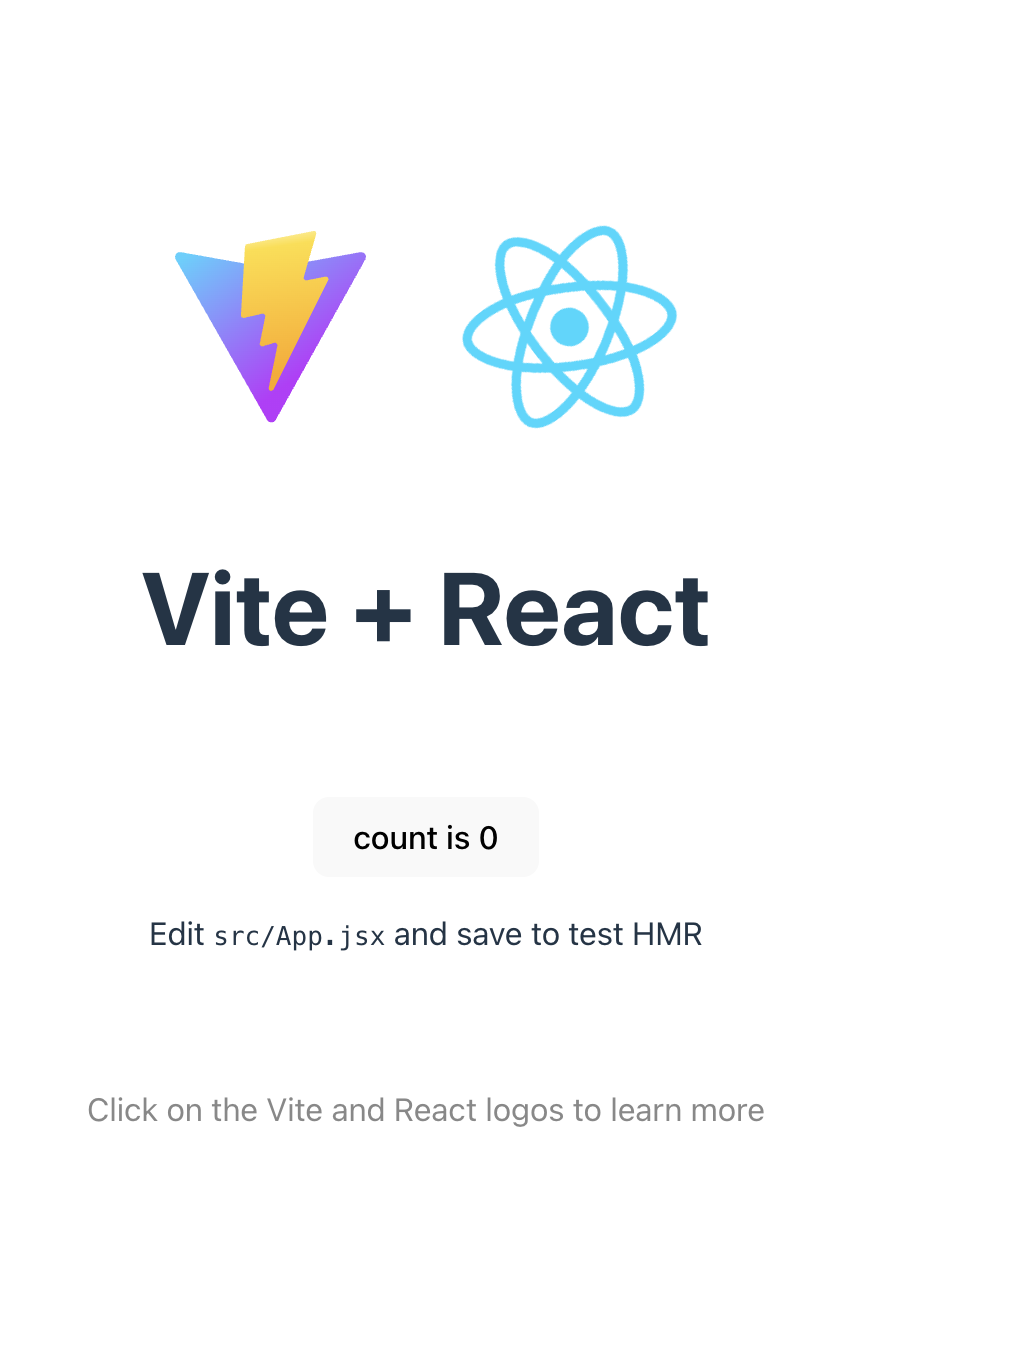 Vite + React
count is 0
Edit src/App.jsx and save to test HMR
Click on the Vite and React logos to learn more